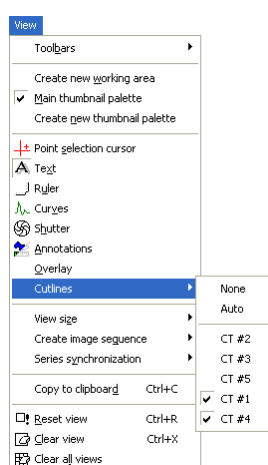 View
Toolbars
Create new working area
Main thumbnail palette
Create new thumbnail palette
Point selection cursor
Text
Ruler
Curves
Shutter
Annotations
Overlay
Cutlines
None
Auto
CT #2
CT #3
CT #5
CT #1
CT #4
View size
Create image sequence
Series synchronization
Copy to clipboard Ctrl+C
Reset view Ctrl+R
Clear view Ctrl+X
Clear all views